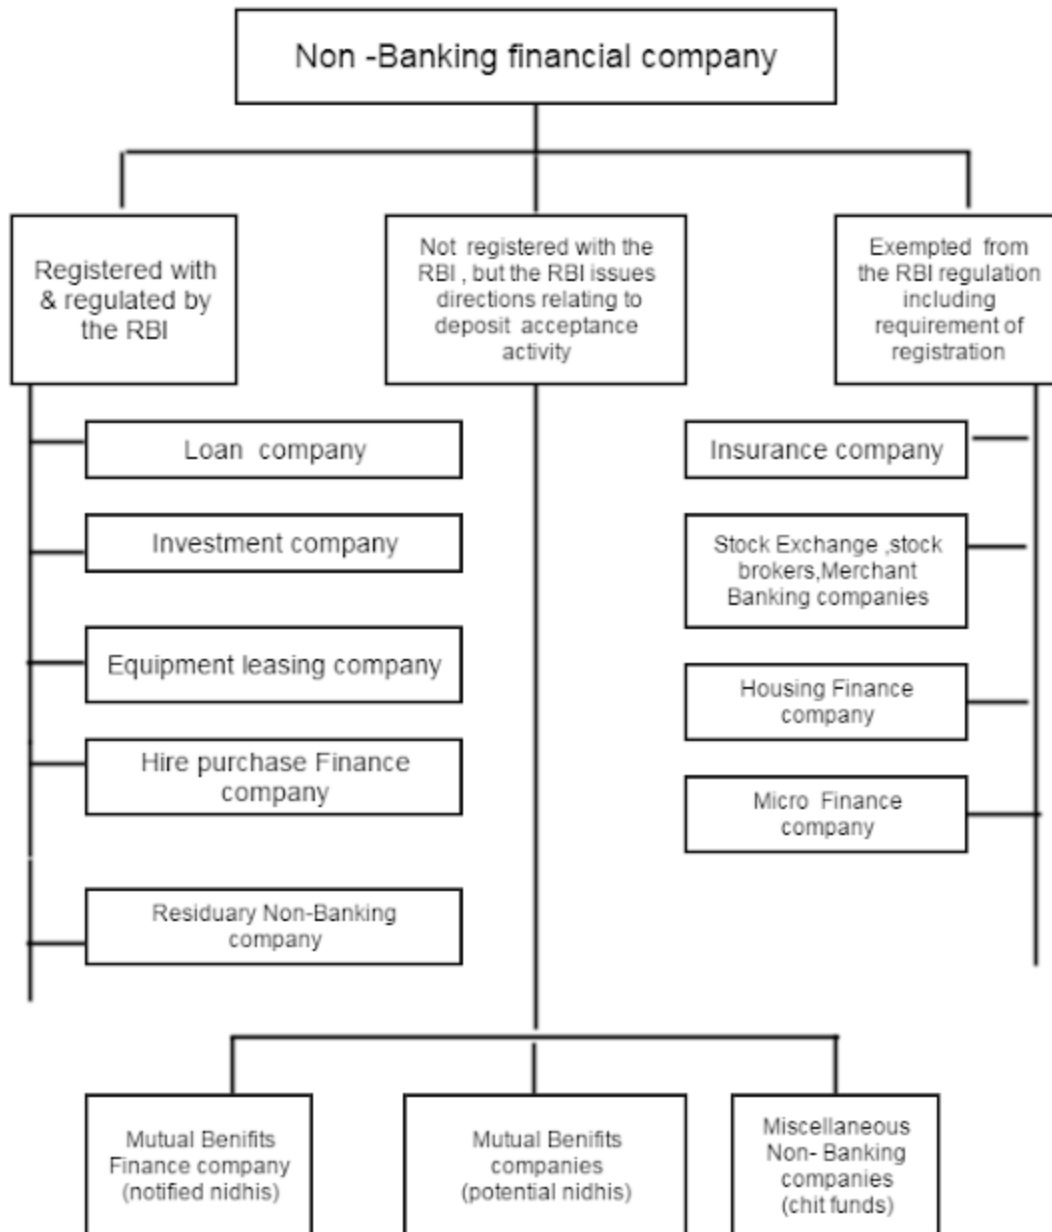 Non -Banking financial company
Registered with
& regulated by
the RBI
Not registered with the
RBI , but the RBI issues
directions relating to
deposit acceptance
activity
Exempted from
the RBI regulation
including
requirement of
registration
Loan company
Investment company
Equipment leasing company
Hire purchase Finance
company
Residuary Non-Banking
company
Insurance company
Stock Exchange ,stock
brokers,Merchant
Banking companies
Housing Finance
company
Micro Finance
company
Mutual Benifits
Finance company
(notified nidhis)
Mutual Benifits
companies
(potential nidhis)
Miscellaneous
Non- Banking
companies
(chit funds)